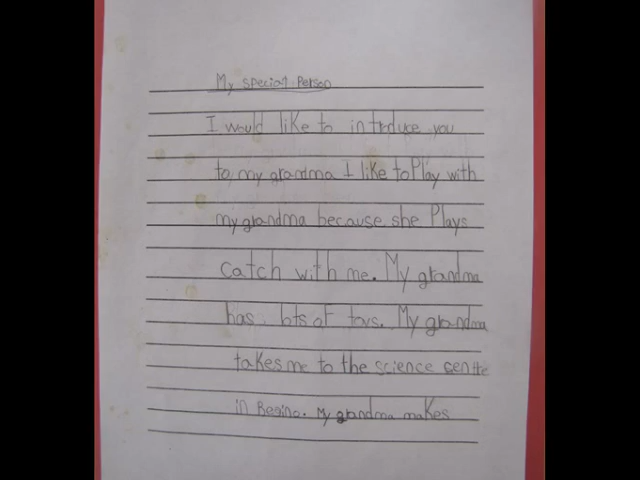 My special Person
I would like to introduce you
to my grandma I like to Play with
my grandma because she Plays
catch with me. My grandma
has lots of toys. My grandma
takes me to the science centre
in Regina. My grandma makes